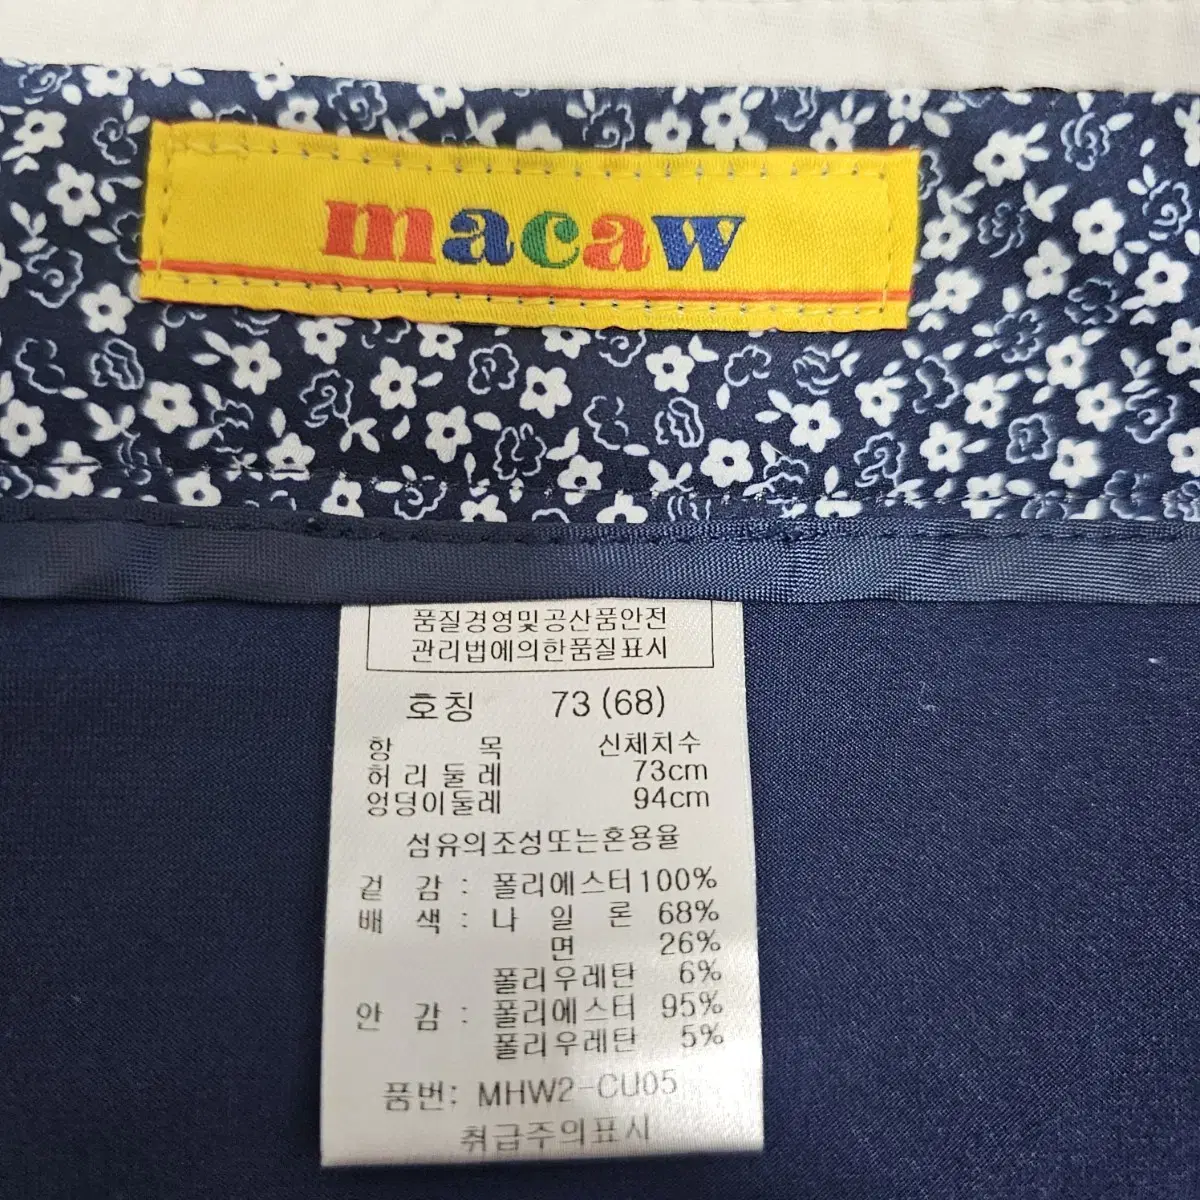 macaw
품질경영및공산품안전
관리법에의한품질표시
호칭 73 (68)
항 목 신체치수
허리둘레 73cm
엉덩이둘레 94cm
섬유의조성또는혼용율
겉 감 : 폴리에스터 100%
배 색 : 나 일 론 68%
면 26%
폴리우레탄 6%
안 감 : 폴리에스터 95%
폴리우레탄 5%
품번: MHW2-CU05
취급주의표시